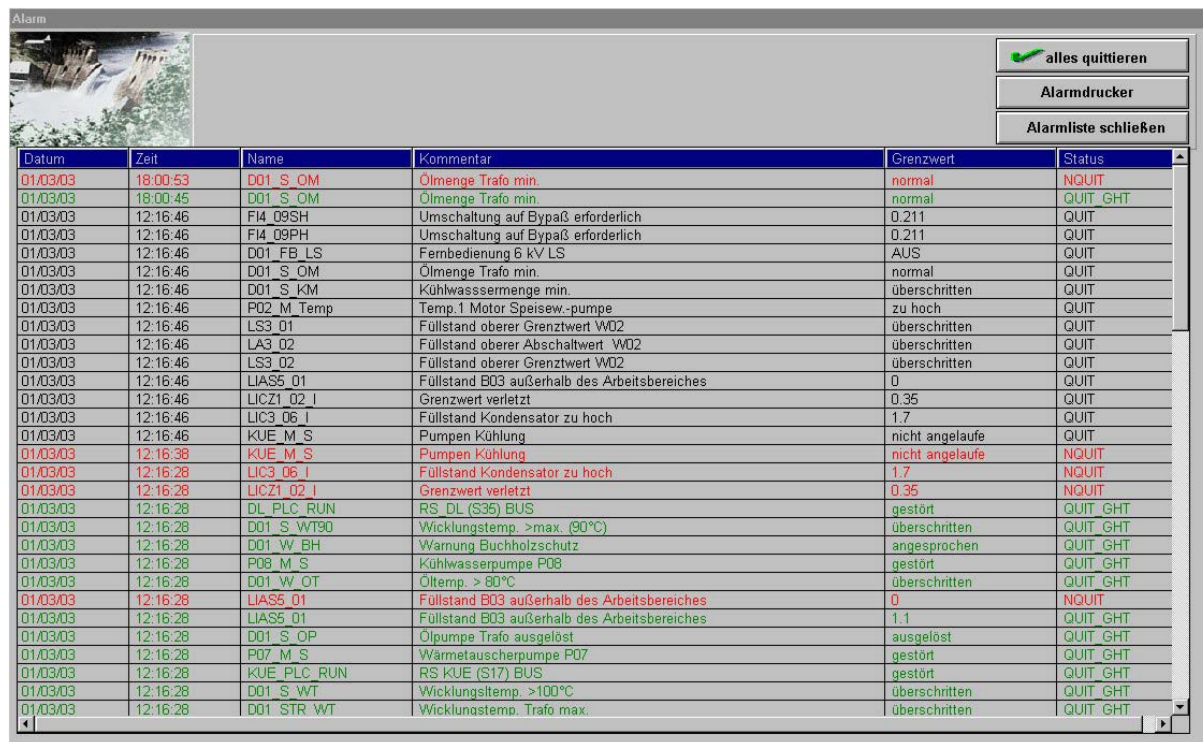 Alarm
alles quittieren
Alarmdrucker
Alarmliste schließen
Datum Zeit Name Kommentar Grenzwert Status
01/03/03 18:00:53 D01_S_OM Ölmenge Trafo min. normal NQUIT
01/03/03 18:00:45 D01_S_OM Ölmenge Trafo min. normal QUIT_GHT
01/03/03 12:16:46 FI4_09SH Umschaltung auf Bypaß erforderlich 0.211 QUIT
01/03/03 12:16:46 FI4_09PH Umschaltung auf Bypaß erforderlich 0.211 QUIT
01/03/03 12:16:46 D01_FB_LS Fernbedienung 6 kV LS AUS QUIT
01/03/03 12:16:46 D01_S_OM Ölmenge Trafo min. normal QUIT
01/03/03 12:16:46 D01_S_KM Kühlwasssermenge min. überschritten QUIT
01/03/03 12:16:46 P02_M_Temp Temp.1 Motor Speisew.-pumpe zu hoch QUIT
01/03/03 12:16:46 LS3_01 Füllstand oberer Grenztwert W02 überschritten QUIT
01/03/03 12:16:46 LA3_02 Füllstand oberer Abschaltwert W02 überschritten QUIT
01/03/03 12:16:46 LS3_02 Füllstand oberer Grenztwert W02 überschritten QUIT
01/03/03 12:16:46 LIAS5_01 Füllstand B03 außerhalb des Arbeitsbereiches 0 QUIT
01/03/03 12:16:46 LICZ1_02_I Grenzwert verletzt 0.35 QUIT
01/03/03 12:16:46 LIC3_06_I Füllstand Kondensator zu hoch 1.7 QUIT
01/03/03 12:16:46 KUE_M_S Pumpen Kühlung nicht angelaufe QUIT
01/03/03 12:16:38 KUE_M_S Pumpen Kühlung nicht angelaufe NQUIT
01/03/03 12:16:28 LIC3_06_I Füllstand Kondensator zu hoch 1.7 NQUIT
01/03/03 12:16:28 LICZ1_02_I Grenzwert verletzt 0.35 NQUIT
01/03/03 12:16:28 DL_PLC_RUN RS_DL (S35) BUS gestört QUIT_GHT
01/03/03 12:16:28 D01_S_WT90 Wicklungstemp. >max. (90°C) überschritten QUIT_GHT
01/03/03 12:16:28 D01_W_BH Warnung Buchholzschutz angesprochen QUIT_GHT
01/03/03 12:16:28 P08_M_S Kühlwasserpumpe P08 gestört QUIT_GHT
01/03/03 12:16:28 D01_W_OT Öltemp. > 80°C überschritten QUIT_GHT
01/03/03 12:16:28 LIAS5_01 Füllstand B03 außerhalb des Arbeitsbereiches 0 NQUIT
01/03/03 12:16:28 LIAS5_01 Füllstand B03 außerhalb des Arbeitsbereiches 1.1 QUIT_GHT
01/03/03 12:16:28 D01_S_OP Ölpumpe Trafo ausgelöst ausgelöst QUIT_GHT
01/03/03 12:16:28 P07_M_S Wärmetauscherpumpe P07 gestört QUIT_GHT
01/03/03 12:16:28 KUE_PLC_RUN RS KUE (S17) BUS gestört QUIT_GHT
01/03/03 12:16:28 D01_S_WT Wicklungsltemp. >100°C überschritten QUIT_GHT
01/03/03 12:16:28 D01_STR_WT Wicklungstemp. Trafo max. überschritten QUIT_GHT